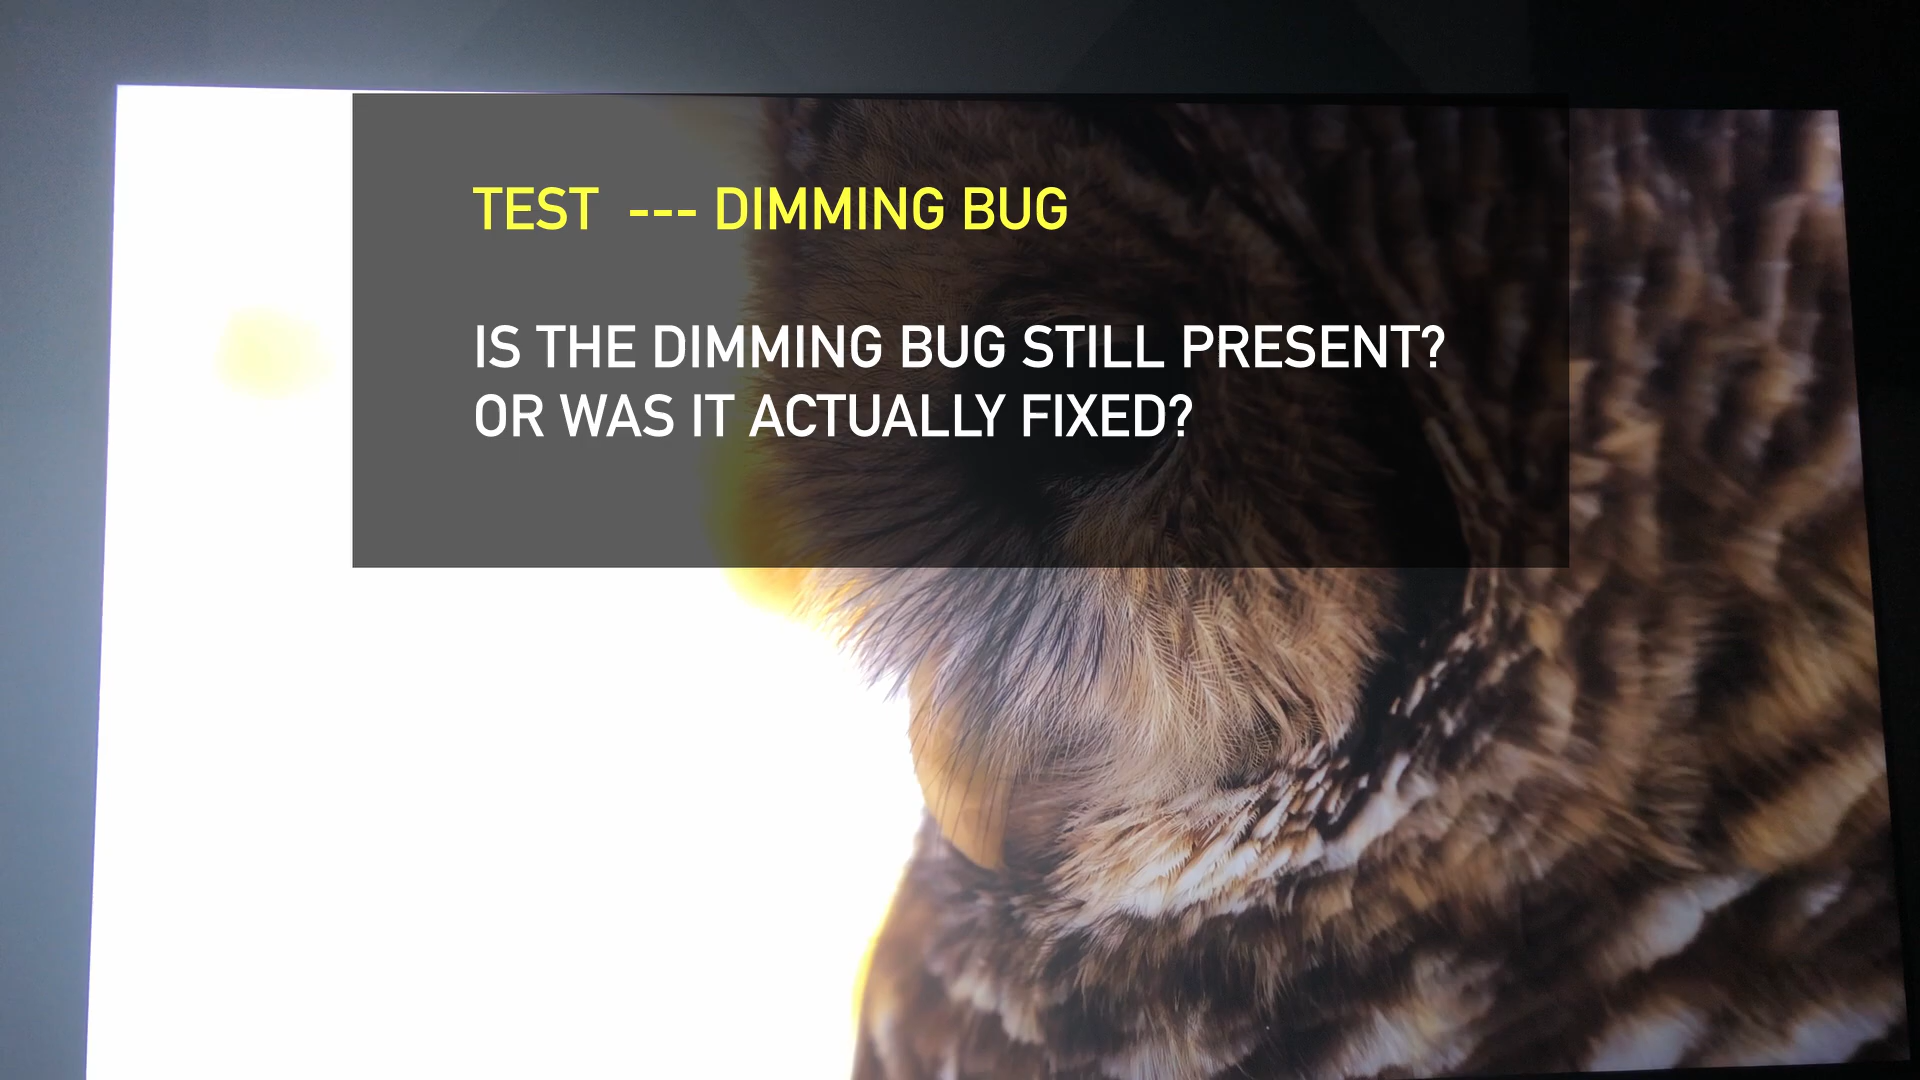 TEST --- DIMMING BUG
IS THE DIMMING BUG STILL PRESENT?
OR WAS IT ACTUALLY FIXED?